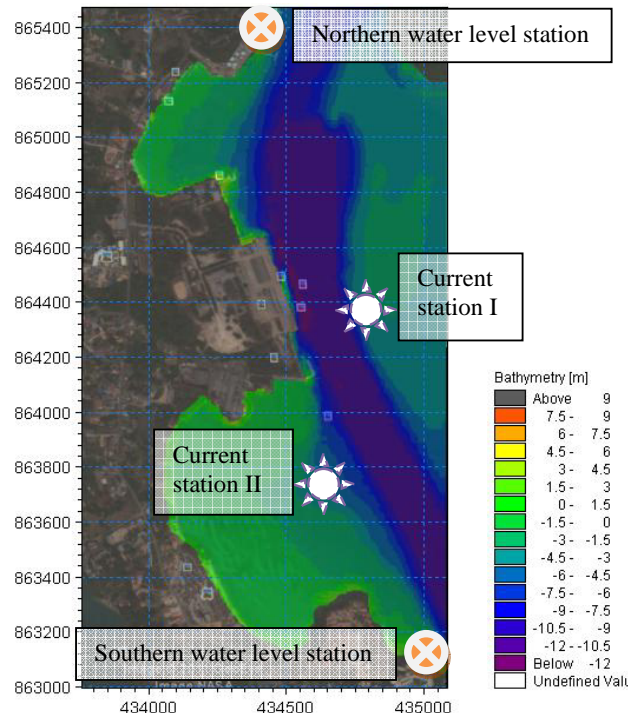 865400
Northern water level station
865200
865000
864800
864600
864400
Current
station I
864200
864000
863800
Current
station II
863600
863400
863200
Southern water level station
863000
434000
434500
435000
Bathymetry [m]
Above 9
7.5 - 9
6 - 7.5
4.5 - 6
3 - 4.5
1.5 - 3
0 - 1.5
-1.5 - 0
-3 - -1.5
-4.5 - -3
-6 - -4.5
-7.5 - -6
-9 - -7.5
-10.5 - -9
-12 - -10.5
Below -12
Undefined Valu